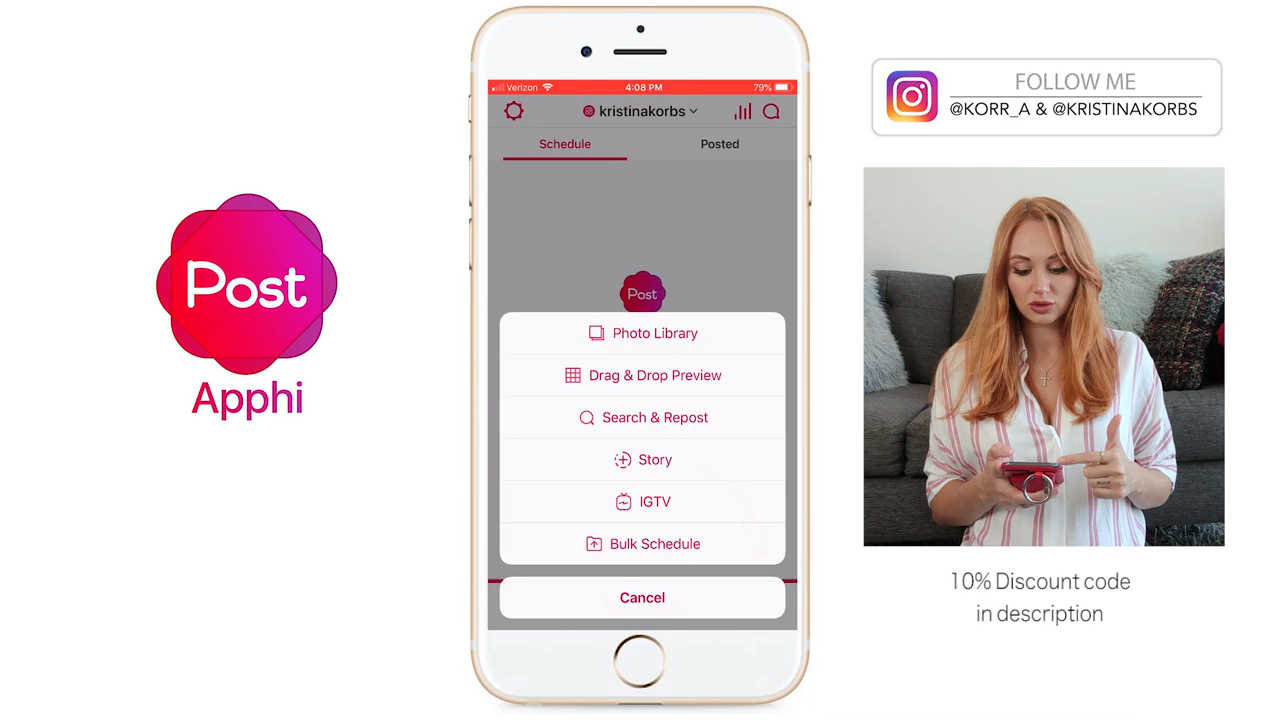 Post
Apphi
Verizon
4:08 PM
79%
kristinakorbs
Schedule
Posted
Post
Photo Library
Drag & Drop Preview
Search & Repost
Story
IGTV
Bulk Schedule
Cancel
FOLLOW ME
@KORR_A & @KRISTINAKORBS
10% Discount code
in description